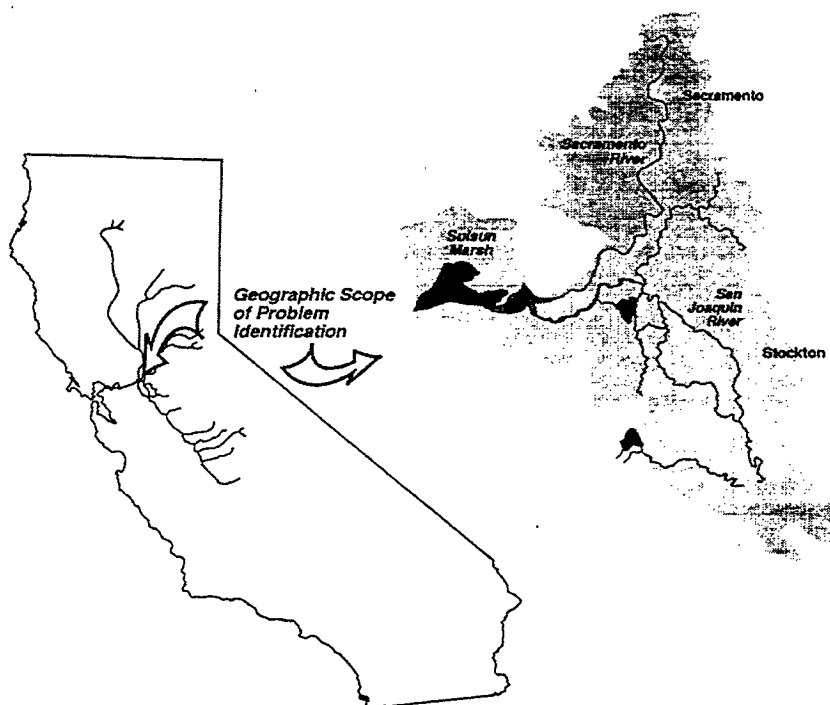 Sacramento
Sacramento
River
Suisun
Marsh
Geographic Scope
of Problem
Identification
San
Joaquin
River
Stockton